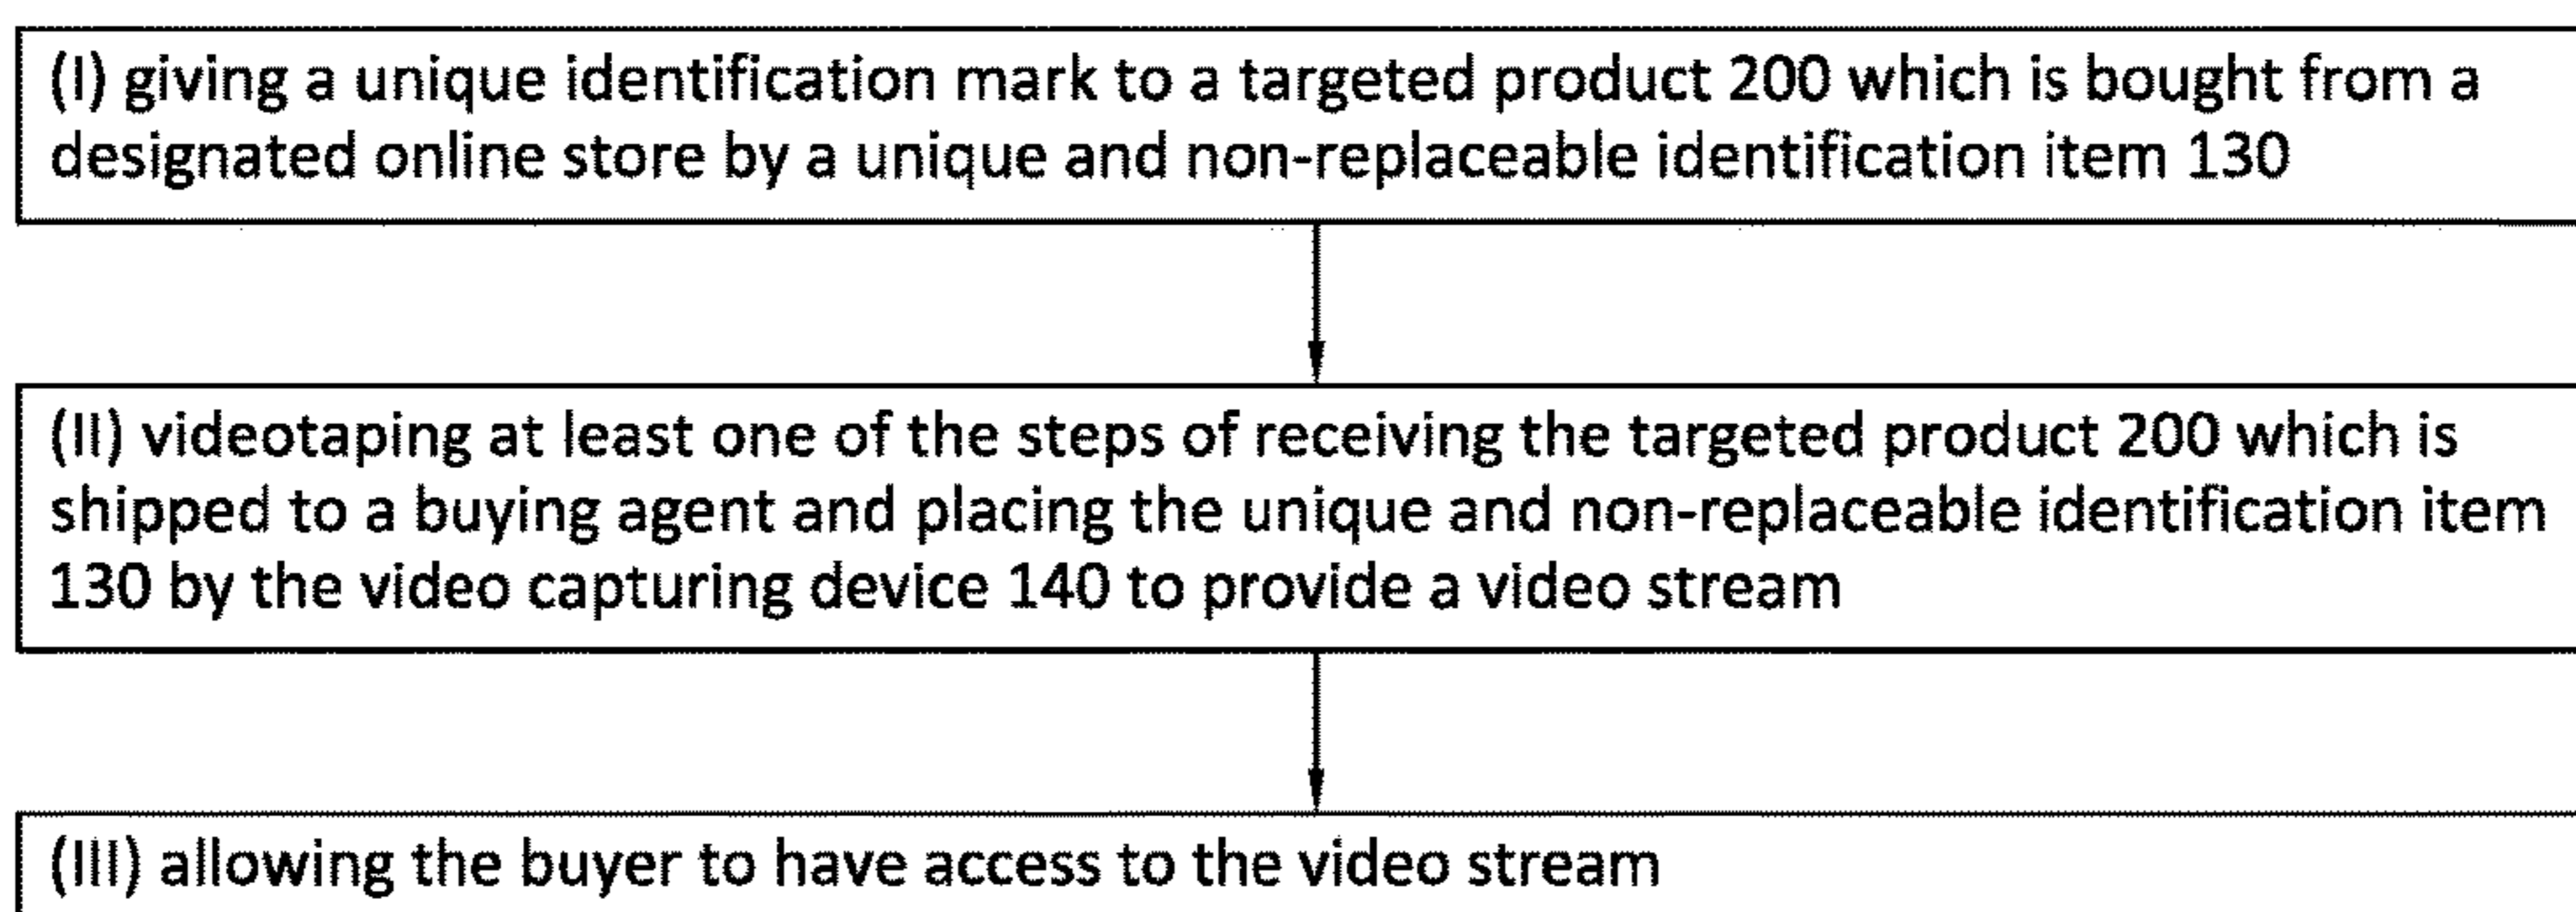 (I) giving a unique identification mark to a targeted product 200 which is bought from a
designated online store by a unique and non-replaceable identification item 130
(II) videotaping at least one of the steps of receiving the targeted product 200 which is
shipped to a buying agent and placing the unique and non-replaceable identification item
130 by the video capturing device 140 to provide a video stream
(III) allowing the buyer to have access to the video stream